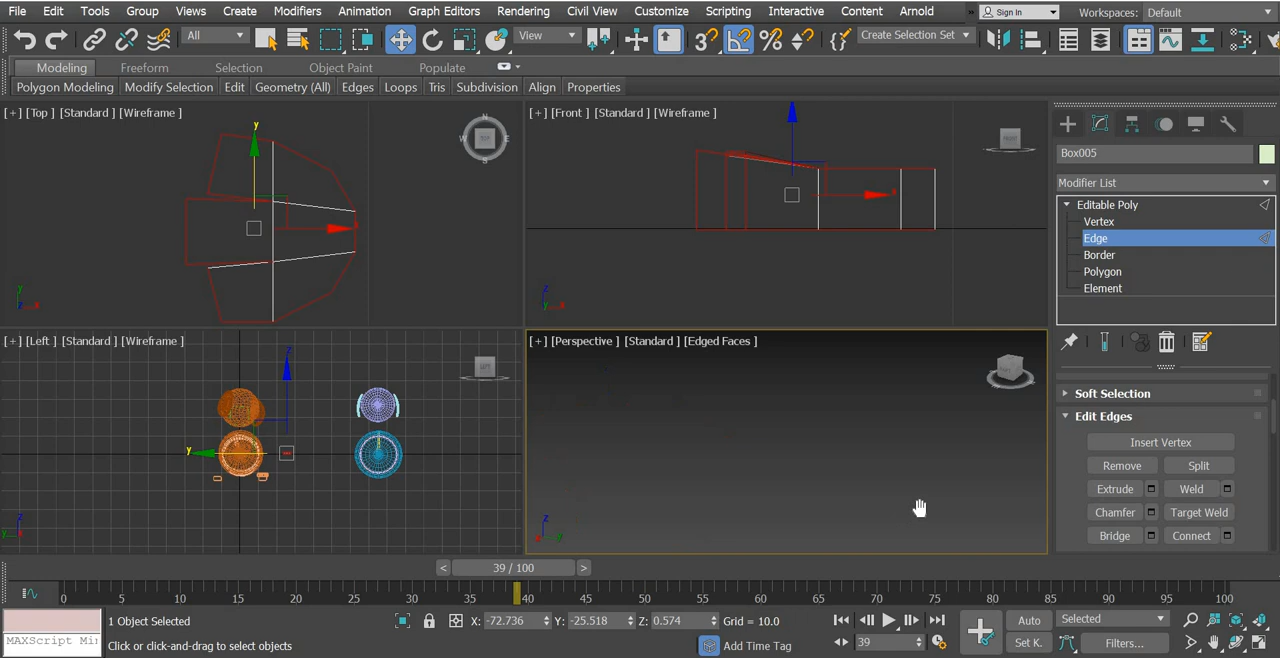 File Edit Tools Group Views Create Modifiers Animation Graph Editors Rendering Civil View Customize Scripting Interactive Content Arnold » Sign In Workspaces: Default
All View Create Selection Set
Modeling Freeform Selection Object Paint Populate
Polygon Modeling Modify Selection Edit Geometry (All) Edges Loops Tris Subdivision Align Properties
[ + ] [Top ] [Standard ] [Wireframe ]
[ + ] [Front ] [Standard ] [Wireframe ]
Box005
Modifier List
Editable Poly
Vertex
Edge
Border
Polygon
Element
[ + ] [Left ] [Standard ] [Wireframe ]
[ + ] [Perspective ] [Standard ] [Edged Faces ]
Soft Selection
Edit Edges
Insert Vertex
Remove Split
Extrude Weld
Chamfer Target Weld
Bridge Connect
< 39 / 100 >
0 5 10 15 20 25 30 35 40 45 50 55 60 65 70 75 80 85 90 95 100
1 Object Selected X: -72.736 Y: -25.518 Z: 0.574 Grid = 10.0 Auto Selected
MAXScript Min Click or click-and-drag to select objects Add Time Tag 39 Set K. Filters...